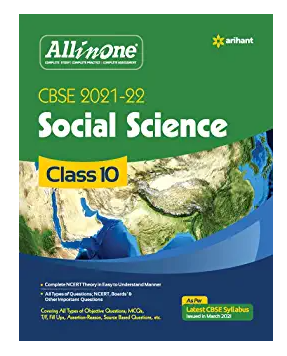 All in One
COMPLETE STUDY | COMPLETE PRACTICE | COMPLETE ASSESSMENT
arihant
CBSE 2021-22
Social Science
Class 10
Complete NCERT Theory in Easy to Understand Manner
All Types of Questions; NCERT, Boards' &
Other Important Questions
Covering All Types of Objective Questions, MCQs,
T/F, Fill Ups, Assertion-Reason, Source Based Questions, etc.
As Per
Latest CBSE Syllabus
Issued in March 2021